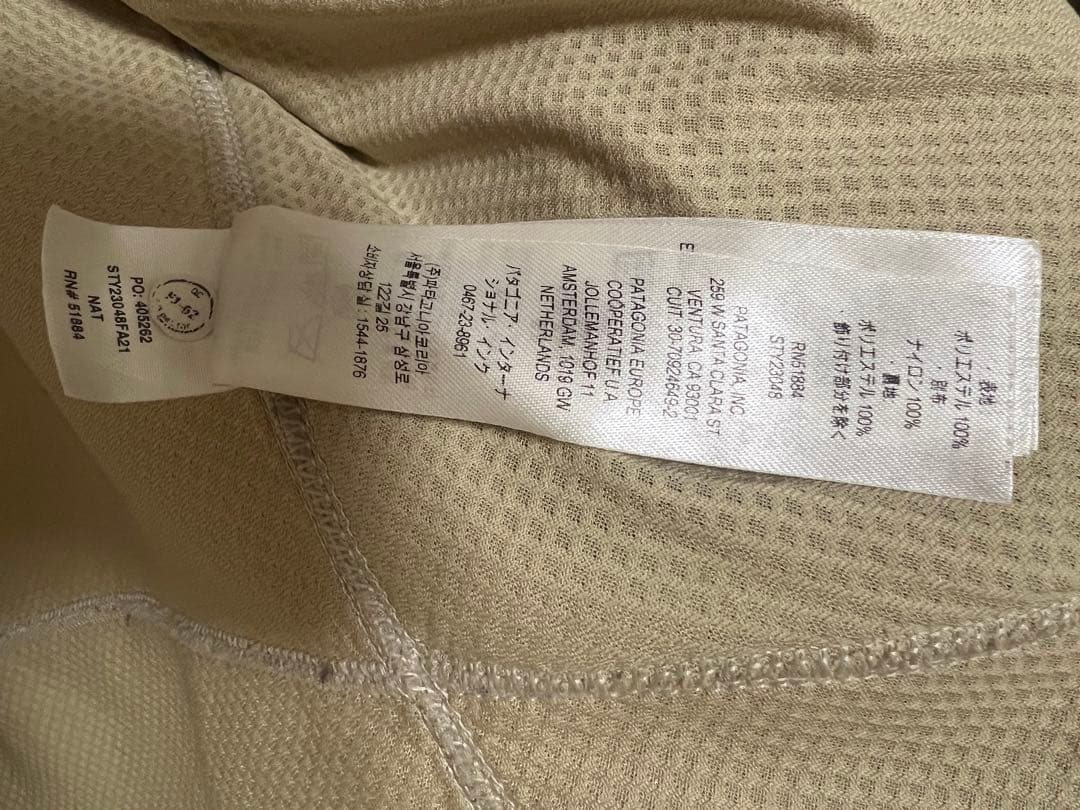 ・表地
ポリエステル 100%
・別布
ナイロン 100%
・裏地
ポリエステル 100%
飾り付け部分を除く
RN51884
STY23048
PATAGONIA, INC.
259 W SANTA CLARA ST
VENTURA CA 93001
CUIT 30-70924649-2
E
PATAGONIA EUROPE
COÖPERATIEF U.A
JOLLEMANHOF 11
AMSTERDAM, 1019 GW
NETHERLANDS
パタゴニア・インターナ
ショナル・インク
0467-23-8961
(주)파타고니아코리아
서울특별시 강남구 삼성로
122길 26
소비자상담실 : 1544-1876
PO: 405262
STY23048FA21
NAT
RN# 51884